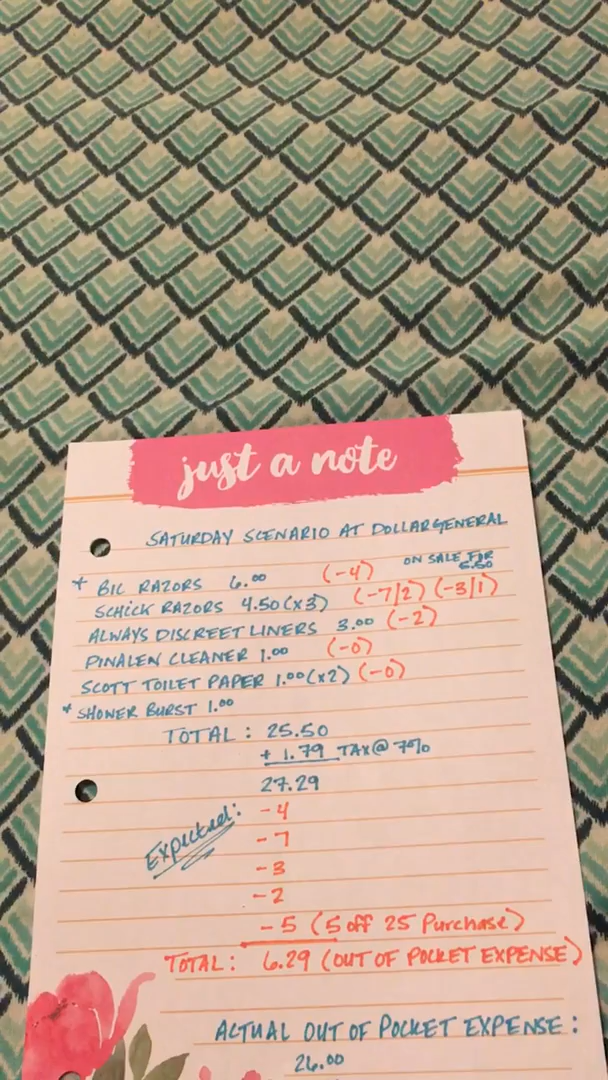 just a note
SATURDAY SCENARIO AT DOLLARGENERAL
+ BIC RAZORS 6.00 (-4) ON SALE FOR 5.50
SCHICK RAZORS 4.50 (x3) (-7/2) (-3/1)
ALWAYS DISCREET LINERS 3.00 (-2)
PINALEN CLEANER 1.00 (-0)
SCOTT TOILET PAPER 1.00 (x2) (-0)
* SHOWER BURST 1.00
TOTAL: 25.50
+ 1.79 TAX@ 7%
27.29
Expected:
-4
-7
-3
-2
-5 (5 off 25 Purchase)
TOTAL: 6.29 (OUT OF POCKET EXPENSE)
ACTUAL OUT OF POCKET EXPENSE:
26.00